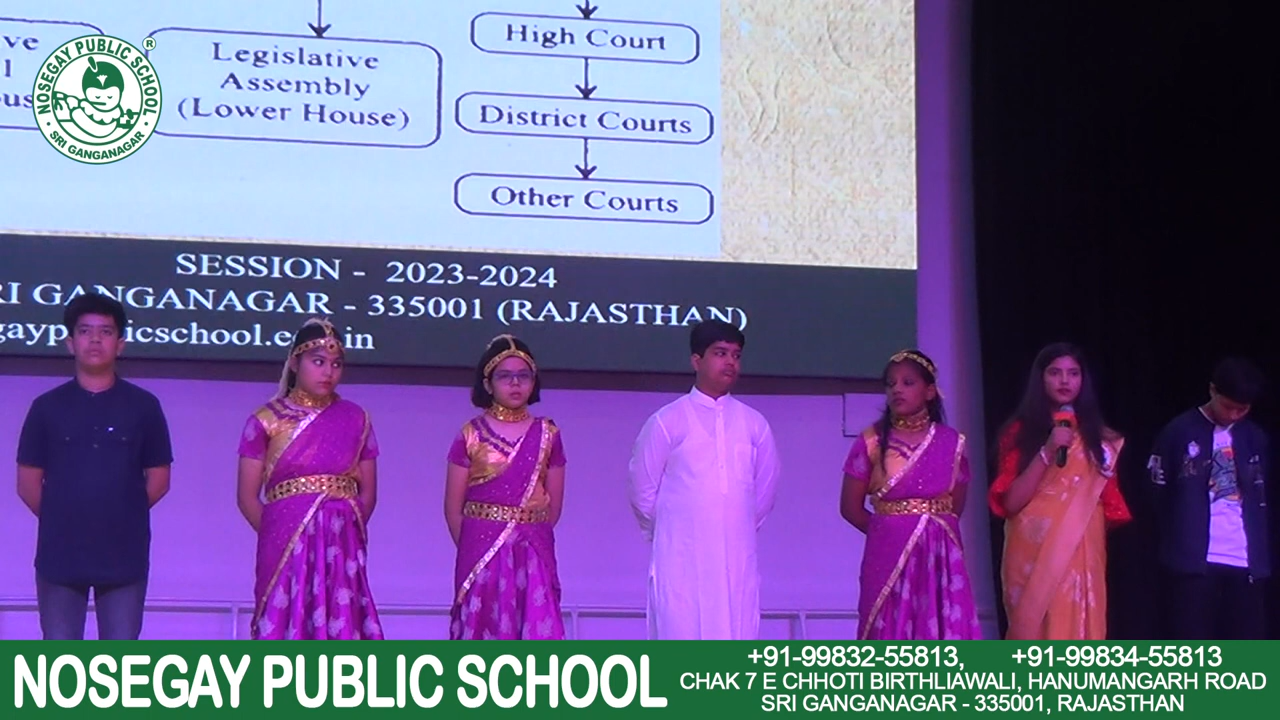 NOSEGAY PUBLIC SCHOOL ®
SRI GANGANAGAR
Legislative
Assembly
(Lower House)
High Court
District Courts
Other Courts
SESSION - 2023-2024
GANGANAGAR - 335001 (RAJASTHAN)
NOSEGAY PUBLIC SCHOOL
+91-99832-55813, +91-99834-55813
CHAK 7 E CHHOTI BIRTHLIAWALI, HANUMANGARH ROAD
SRI GANGANAGAR - 335001, RAJASTHAN